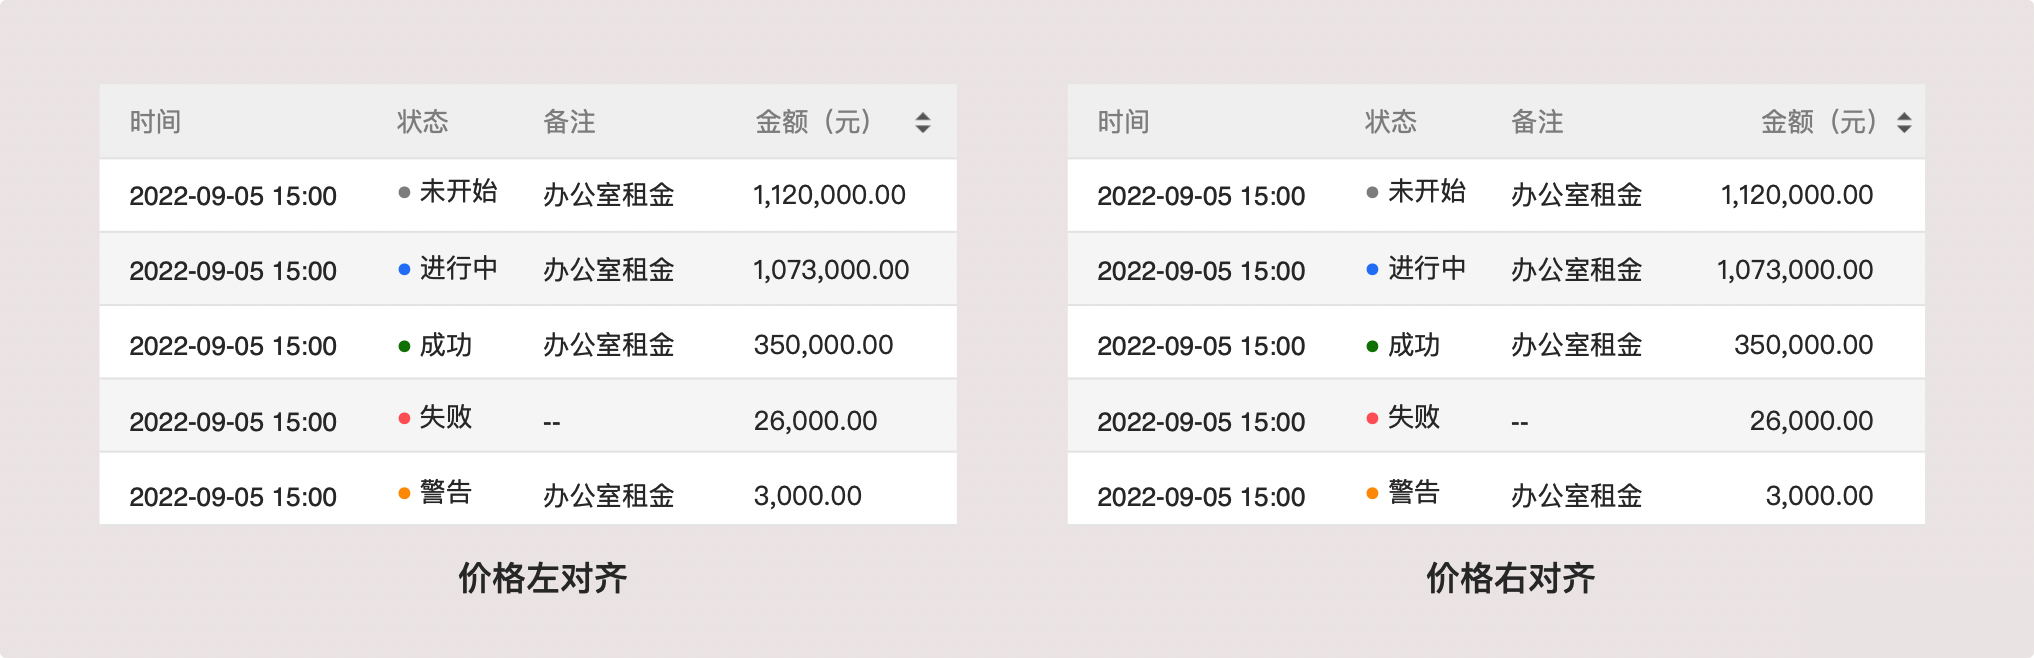 时间 状态 备注 金额（元）
2022-09-05 15:00 未开始 办公室租金 1,120,000.00
2022-09-05 15:00 进行中 办公室租金 1,073,000.00
2022-09-05 15:00 成功 办公室租金 350,000.00
2022-09-05 15:00 失败 -- 26,000.00
2022-09-05 15:00 警告 办公室租金 3,000.00
价格左对齐
时间 状态 备注 金额（元）
2022-09-05 15:00 未开始 办公室租金 1,120,000.00
2022-09-05 15:00 进行中 办公室租金 1,073,000.00
2022-09-05 15:00 成功 办公室租金 350,000.00
2022-09-05 15:00 失败 -- 26,000.00
2022-09-05 15:00 警告 办公室租金 3,000.00
价格右对齐